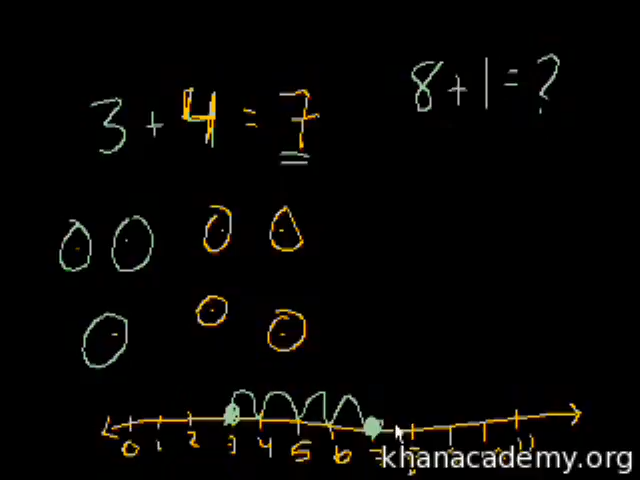 3 + 4 = 7
8 + 1 = ?
0 1 2 3 4 5 6 7
khanacademy.org